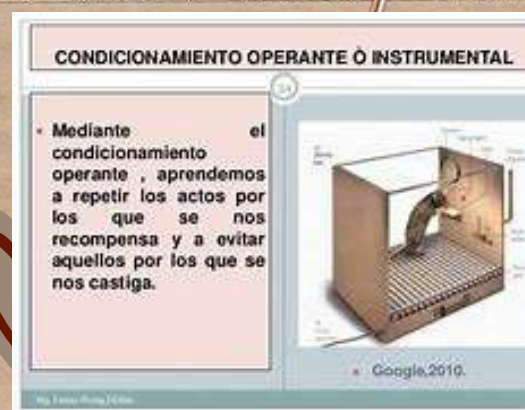 CONDICIONAMIENTO OPERANTE Ò INSTRUMENTAL
• Mediante el
condicionamiento
operante , aprendemos
a repetir los actos por
los que se nos
recompensa y a evitar
aquellos por los que se
nos castiga.
• Google,2010.